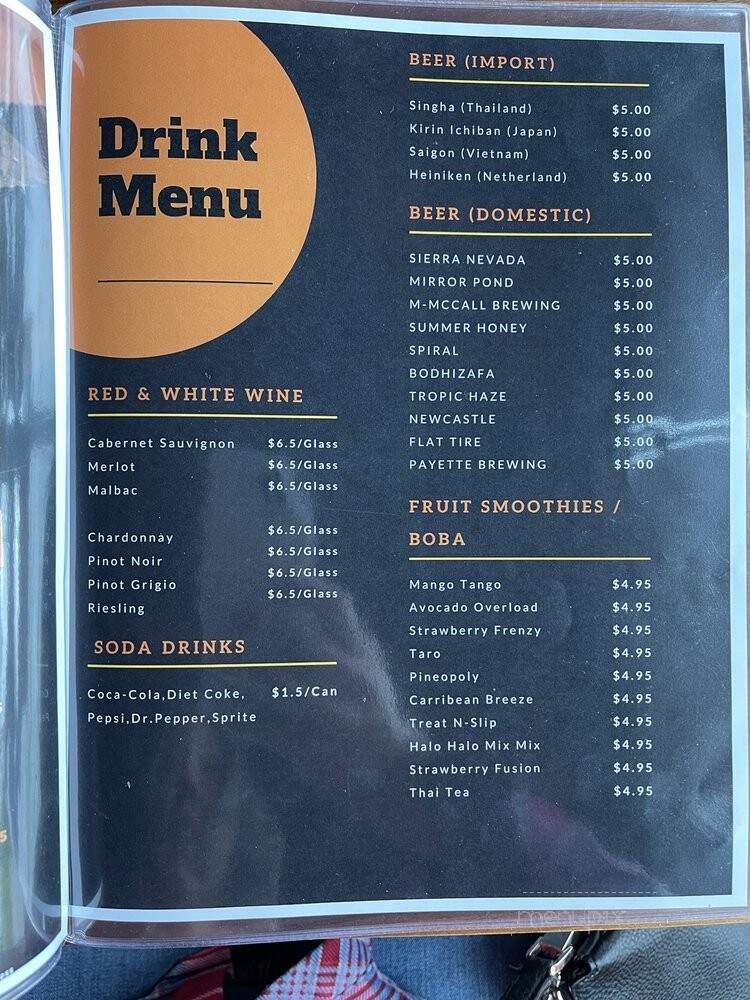 Drink
Menu
RED & WHITE WINE
Cabernet Sauvignon $6.5/Glass
Merlot $6.5/Glass
Malbac $6.5/Glass
Chardonnay $6.5/Glass
Pinot Noir $6.5/Glass
Pinot Grigio $6.5/Glass
Riesling $6.5/Glass
SODA DRINKS
Coca-Cola,Diet Coke, $1.5/Can
Pepsi,Dr.Pepper,Sprite
BEER (IMPORT)
Singha (Thailand) $5.00
Kirin Ichiban (Japan) $5.00
Saigon (Vietnam) $5.00
Heiniken (Netherland) $5.00
BEER (DOMESTIC)
SIERRA NEVADA $5.00
MIRROR POND $5.00
M-MCCALL BREWING $5.00
SUMMER HONEY $5.00
SPIRAL $5.00
BODHIZAFA $5.00
TROPIC HAZE $5.00
NEWCASTLE $5.00
FLAT TIRE $5.00
PAYETTE BREWING $5.00
FRUIT SMOOTHIES /
BOBA
Mango Tango $4.95
Avocado Overload $4.95
Strawberry Frenzy $4.95
Taro $4.95
Pineopoly $4.95
Carribean Breeze $4.95
Treat N-Slip $4.95
Halo Halo Mix Mix $4.95
Strawberry Fusion $4.95
Thai Tea $4.95
menupix